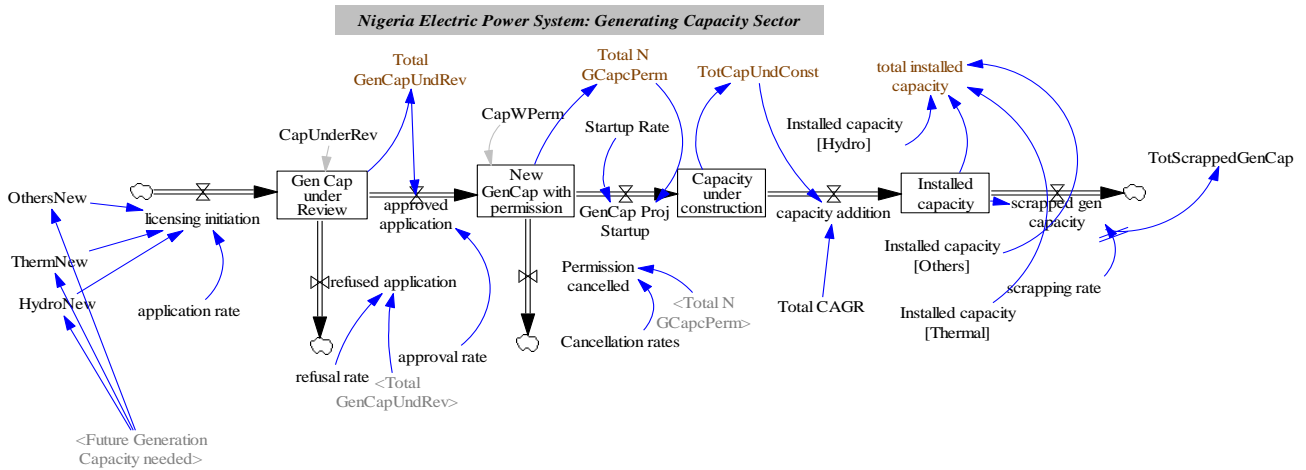 Nigeria Electric Power System: Generating Capacity Sector
Total
GenCapUndRev
Total N
GCapcPerm
TotCapUndConst
total installed
capacity
CapUnderRev
CapWPerm
Startup Rate
Installed capacity
[Hydro]
TotScrappedGenCap
OthersNew
licensing initiation
Gen Cap
under
Review
approved
application
New
GenCap with
permission
GenCap Proj
Startup
Capacity
under
construction
capacity addition
Installed
capacity
scrapped gen
capacity
ThermNew
HydroNew
application rate
refused application
Permission
cancelled
<Total N
GCapcPerm>
Total CAGR
Installed capacity
[Others]
scrapping rate
Installed capacity
[Thermal]
Cancellation rates
approval rate
refusal rate
<Total
GenCapUndRev>
<Future Generation
Capacity needed>